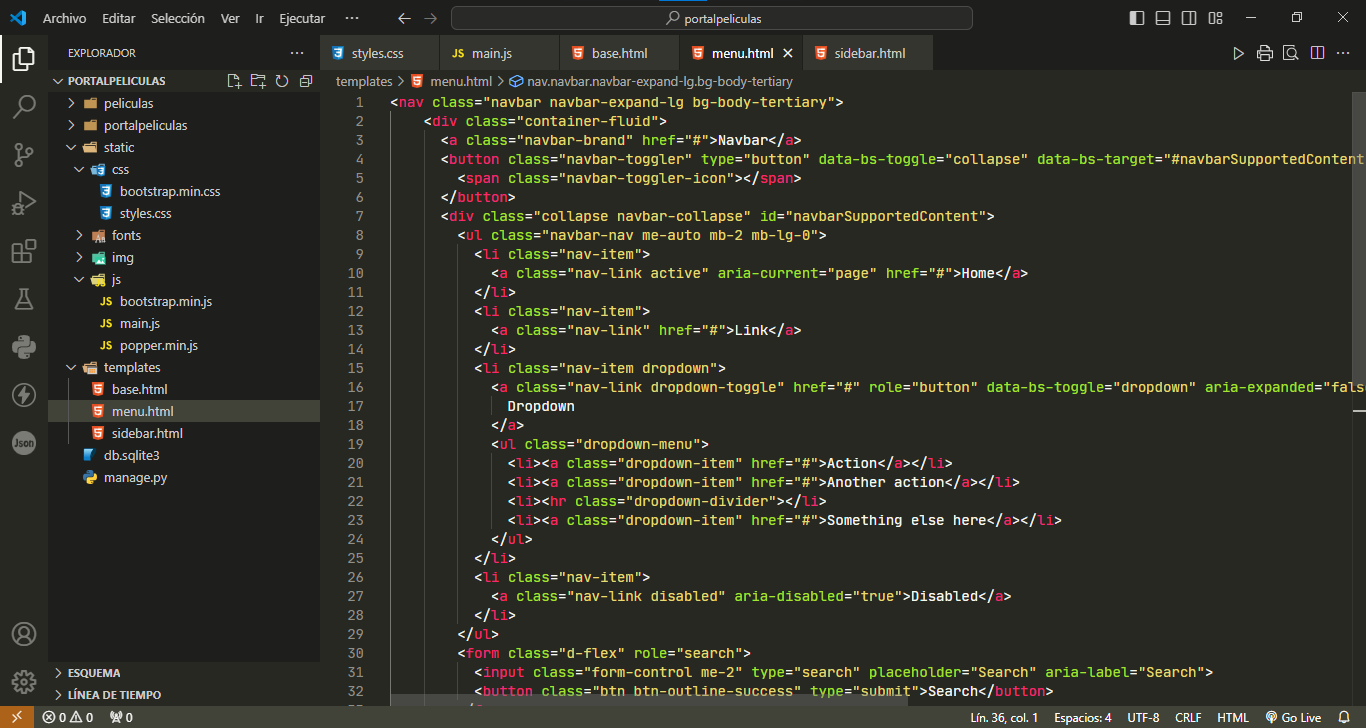 Archivo Editar Selección Ver Ir Ejecutar ··· portalpeliculas
EXPLORADOR ···
PORTALPELICULAS
peliculas
portalpeliculas
static
css
bootstrap.min.css
styles.css
fonts
img
js
JS bootstrap.min.js
JS main.js
JS popper.min.js
templates
base.html
menu.html
sidebar.html
db.sqlite3
manage.py
Json
ESQUEMA
LÍNEA DE TIEMPO
styles.css JS main.js base.html menu.html sidebar.html
templates > menu.html > nav.navbar.navbar-expand-lg.bg-body-tertiary
1 <nav class="navbar navbar-expand-lg bg-body-tertiary">
2 <div class="container-fluid">
3 <a class="navbar-brand" href="#">Navbar</a>
4 <button class="navbar-toggler" type="button" data-bs-toggle="collapse" data-bs-target="#navbarSupportedContent
5 <span class="navbar-toggler-icon"></span>
6 </button>
7 <div class="collapse navbar-collapse" id="navbarSupportedContent">
8 <ul class="navbar-nav me-auto mb-2 mb-lg-0">
9 <li class="nav-item">
10 <a class="nav-link active" aria-current="page" href="#">Home</a>
11 </li>
12 <li class="nav-item">
13 <a class="nav-link" href="#">Link</a>
14 </li>
15 <li class="nav-item dropdown">
16 <a class="nav-link dropdown-toggle" href="#" role="button" data-bs-toggle="dropdown" aria-expanded="fals
17 Dropdown
18 </a>
19 <ul class="dropdown-menu">
20 <li><a class="dropdown-item" href="#">Action</a></li>
21 <li><a class="dropdown-item" href="#">Another action</a></li>
22 <li><hr class="dropdown-divider"></li>
23 <li><a class="dropdown-item" href="#">Something else here</a></li>
24 </ul>
25 </li>
26 <li class="nav-item">
27 <a class="nav-link disabled" aria-disabled="true">Disabled</a>
28 </li>
29 </ul>
30 <form class="d-flex" role="search">
31 <input class="form-control me-2" type="search" placeholder="Search" aria-label="Search">
32 <button class="btn btn-outline-success" type="submit">Search</button>
0 0 0 Lín. 36, col. 1 Espacios: 4 UTF-8 CRLF HTML Go Live